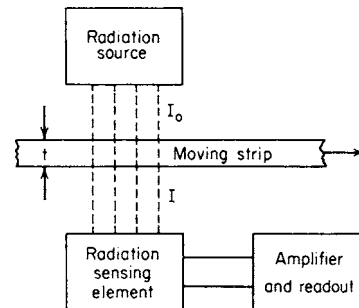 Radiation
source
I₀
t
Moving strip
I
Radiation
sensing
element
Amplifier
and readout